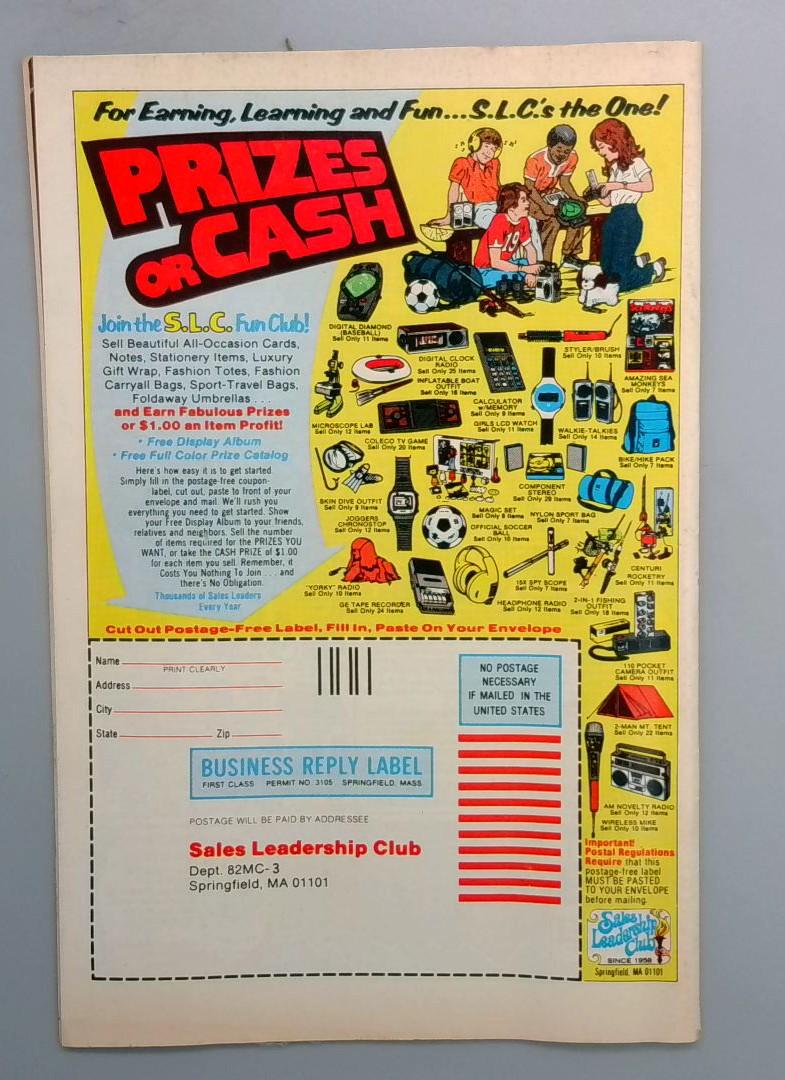 For Earning, Learning and Fun...S.L.C.'s the One!
PRIZES
OR CASH
Join the S.L.C. Fun Club!
Sell Beautiful All-Occasion Cards,
Notes, Stationery Items, Luxury
Gift Wrap, Fashion Totes, Fashion
Carryall Bags, Sport-Travel Bags,
Foldaway Umbrellas . . .
and Earn Fabulous Prizes
or $1.00 an Item Profit!
• Free Display Album
• Free Full Color Prize Catalog
Here's how easy it is to get started.
Simply fill in the postage-free coupon-
label, cut out, paste to front of your
envelope and mail. We'll rush you
everything you need to get started. Show
your Free Display Album to your friends,
relatives and neighbors. Sell the number
of items required for the PRIZES YOU
WANT, or take the CASH PRIZE of $1.00
for each item you sell. Remember, it
Costs You Nothing To Join . . . and
there's No Obligation.
Thousands of Sales Leaders
Every Year
19
DIGITAL DIAMOND
(BASEBALL)
Sell Only 11 Items
DIGITAL CLOCK
RADIO
Sell Only 25 Items
STYLER/BRUSH
Sell Only 10 Items
AMAZING SEA
MONKEYS
Sell Only 7 Items
INFLATABLE BOAT
OUTFIT
Sell Only 16 Items
CALCULATOR
w/MEMORY
Sell Only 9 Items
MICROSCOPE LAB
Sell Only 12 Items
GIRLS LCD WATCH
Sell Only 11 Items
WALKIE-TALKIES
Sell Only 14 Items
COLECO TV GAME
Sell Only 20 Items
BIKE/HIKE PACK
Sell Only 7 Items
COMPONENT
STEREO
Sell Only 29 Items
SKIN DIVE OUTFIT
Sell Only 9 Items
MAGIC SET
Sell Only 8 Items
NYLON SPORT BAG
Sell Only 7 Items
JOGGERS
CHRONOSTOP
Sell Only 12 Items
OFFICIAL SOCCER
BALL
Sell Only 10 Items
CENTURI
ROCKETRY
Sell Only 11 Items
"YORKY" RADIO
Sell Only 10 Items
15X SPY SCOPE
Sell Only 7 Items
GE TAPE RECORDER
Sell Only 24 Items
HEADPHONE RADIO
Sell Only 12 Items
2-IN-1 FISHING
OUTFIT
Sell Only 18 Items
110 POCKET
CAMERA OUTFIT
Sell Only 11 Items
2-MAN MT. TENT
Sell Only 22 Items
AM NOVELTY RADIO
Sell Only 12 Items
WIRELESS MIKE
Sell Only 10 Items
Cut Out Postage-Free Label, Fill In, Paste On Your Envelope
Name
PRINT CLEARLY
Address
City
State Zip
NO POSTAGE
NECESSARY
IF MAILED IN THE
UNITED STATES
BUSINESS REPLY LABEL
FIRST CLASS PERMIT NO. 3105 SPRINGFIELD, MASS.
POSTAGE WILL BE PAID BY ADDRESSEE
Sales Leadership Club
Dept. 82MC-3
Springfield, MA 01101
Important!
Postal Regulations
Require that this
postage-free label
MUST BE PASTED
TO YOUR ENVELOPE
before mailing.
Sales
Leadership
Club
SINCE 1958
Springfield, MA 01101